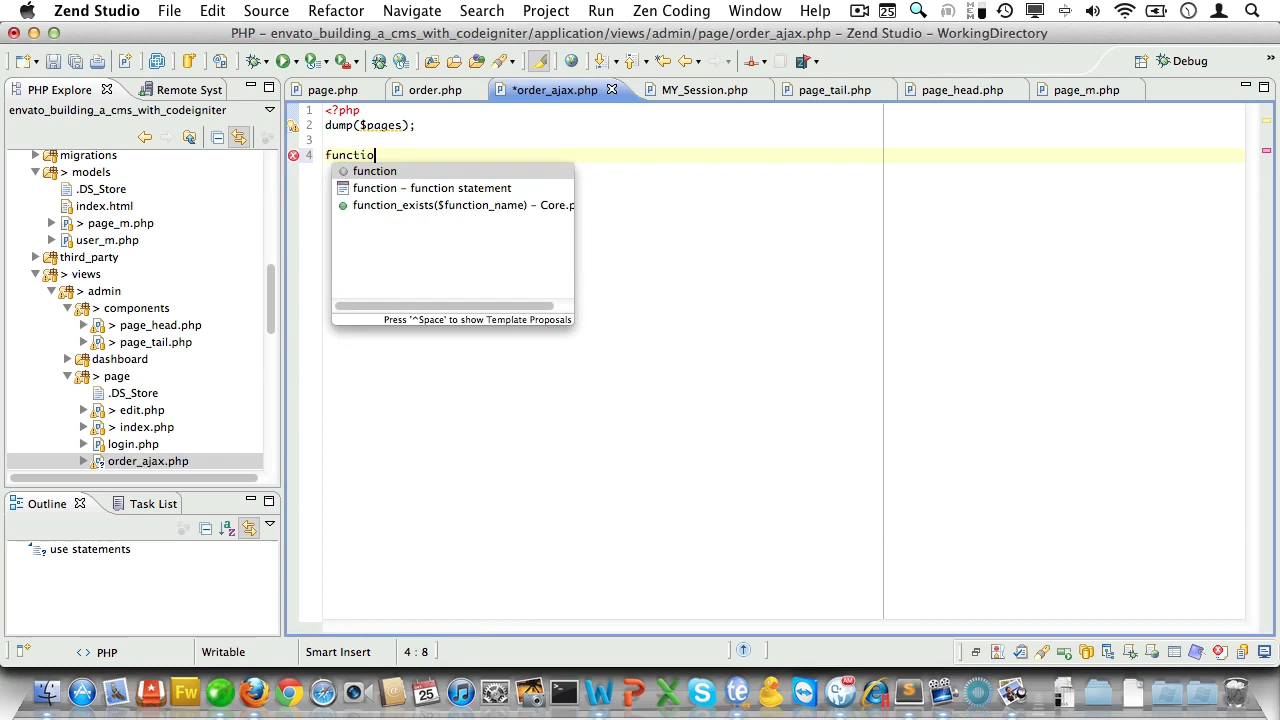 Zend Studio File Edit Source Refactor Navigate Search Project Run Zen Coding Window Help
PHP - envato_building_a_cms_with_codeigniter/application/views/admin/page/order_ajax.php - Zend Studio - WorkingDirectory
Debug
PHP Explore Remote Syst
page.php order.php *order_ajax.php MY_Session.php page_tail.php page_head.php page_m.php
envato_building_a_cms_with_codeigniter
migrations
> models
.DS_Store
index.html
> page_m.php
user_m.php
third_party
> views
> admin
> components
> page_head.php
> page_tail.php
dashboard
> page
.DS_Store
> edit.php
> index.php
login.php
order_ajax.php
1 <?php
2 dump($pages);
3
4 functio
function
function - function statement
function_exists($function_name) - Core.p
Press '^Space' to show Template Proposals
Outline Task List
use statements
<> PHP Writable Smart Insert 4 : 8